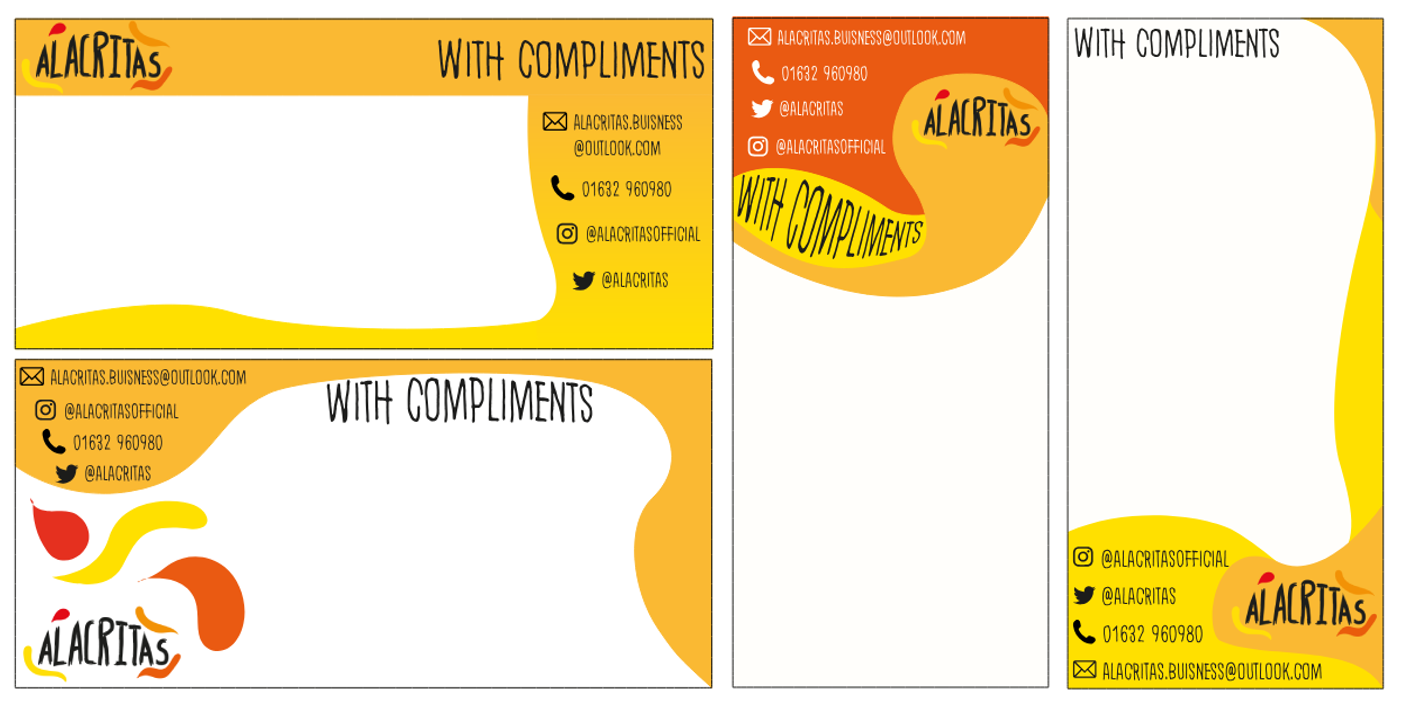 ALACRITAS
WITH COMPLIMENTS
ALACRITAS.BUISNESS
@OUTLOOK.COM
01632 960980
@ALACRITASOFFICIAL
@ALACRITAS
ALACRITAS.BUISNESS@OUTLOOK.COM
@ALACRITASOFFICIAL
01632 960980
@ALACRITAS
WITH COMPLIMENTS
ALACRITAS
ALACRITAS.BUISNESS@OUTLOOK.COM
01632 960980
@ALACRITAS
@ALACRITASOFFICIAL
ALACRITAS
WITH COMPLIMENTS
WITH COMPLIMENTS
@ALACRITASOFFICIAL
@ALACRITAS
01632 960980
ALACRITAS.BUISNESS@OUTLOOK.COM
ALACRITAS